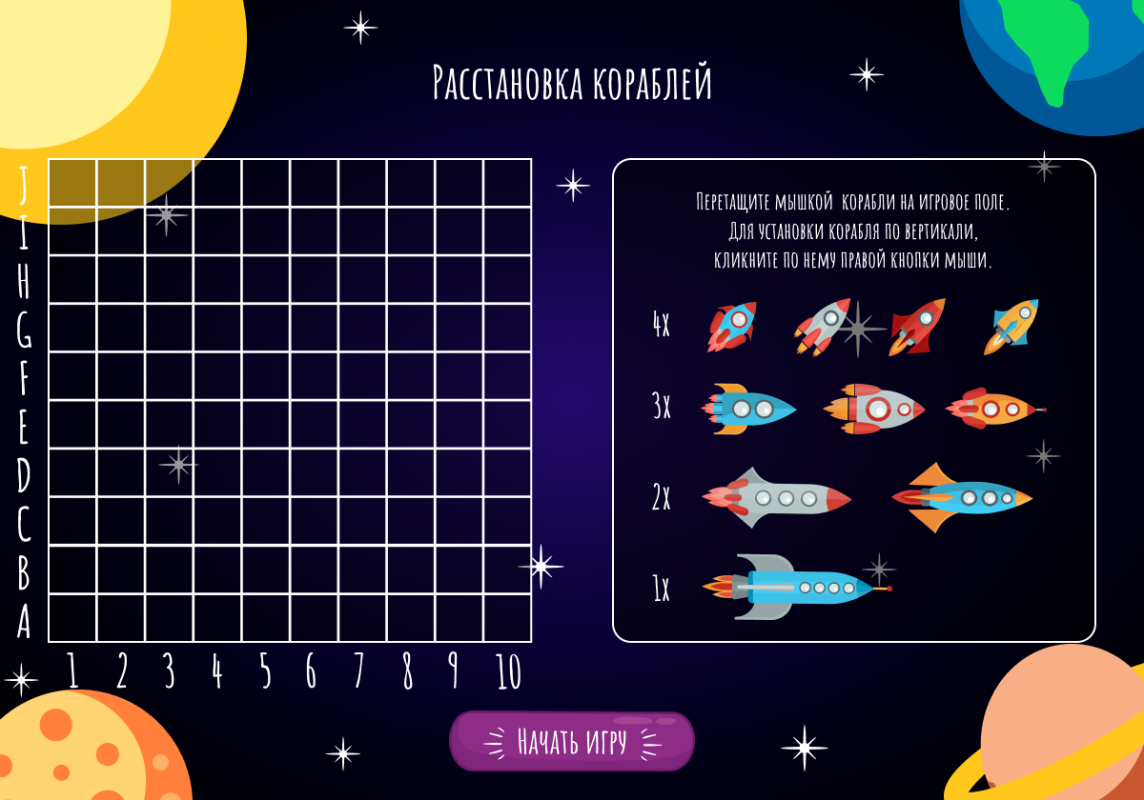 Расстановка кораблей
J
I
H
G
F
E
D
C
B
A
1 2 3 4 5 6 7 8 9 10
Перетащите мышкой корабли на игровое поле.
Для установки корабля по вертикали,
кликните по нему правой кнопки мыши.
4x
3x
2x
1x
Начать игру